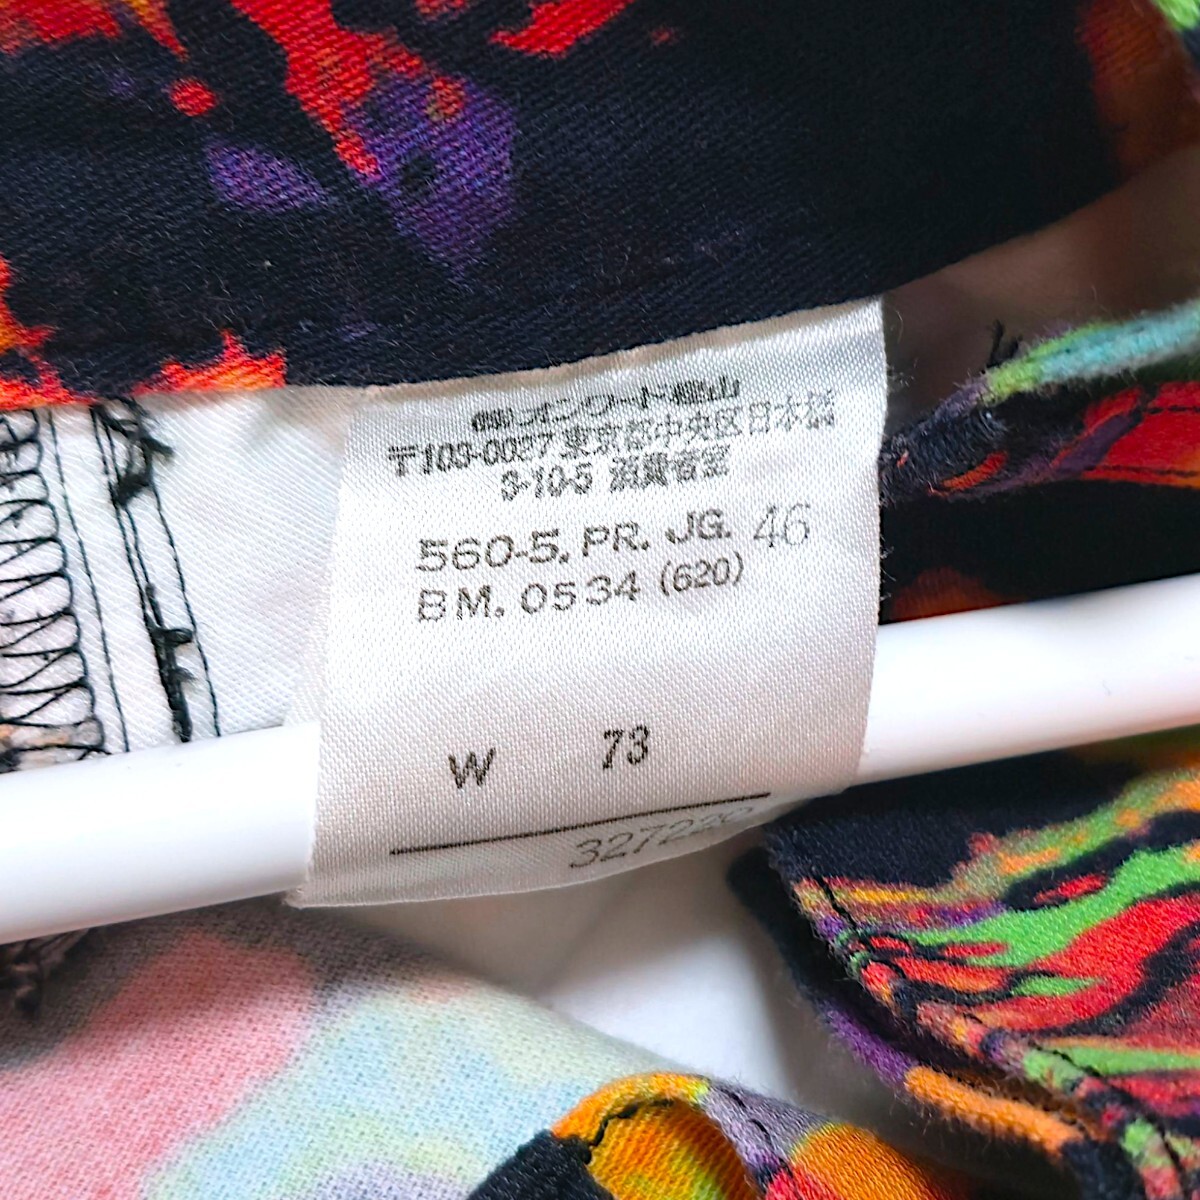 ㈱オンワード樫山
〒103-0027 東京都中央区日本橋
3-10-5 消費者室
560-5. PR. JG. 46
BM. 0534 (620)
W 73